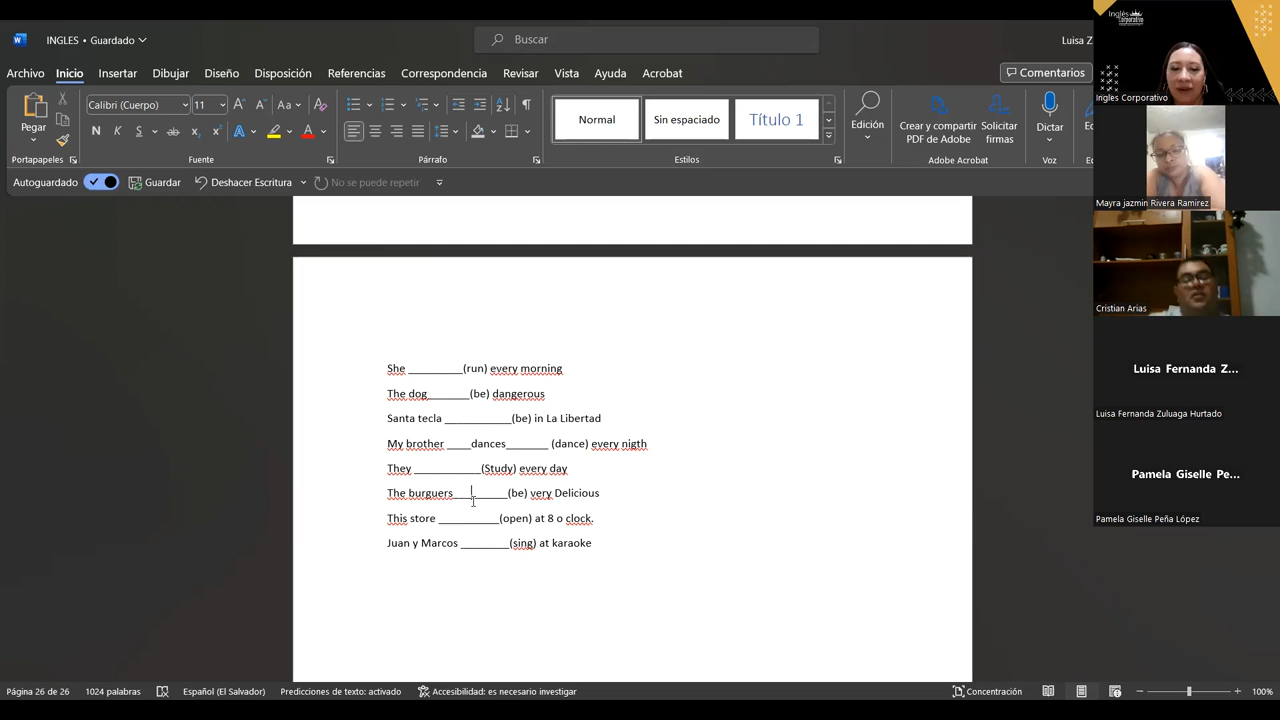 INGLES • Guardado
Buscar
Luisa Z
Archivo Inicio Insertar Dibujar Diseño Disposición Referencias Correspondencia Revisar Vista Ayuda Acrobat
Comentarios
Pegar
Calibri (Cuerpo) 11
Normal
Sin espaciado
Título 1
Edición
Crear y compartir PDF de Adobe
Solicitar firmas
Dictar
Portapapeles
Fuente
Párrafo
Estilos
Adobe Acrobat
Voz
Autoguardado
Guardar
Deshacer Escritura
No se puede repetir
She _________(run) every morning
The dog_______(be) dangerous
Santa tecla ___________(be) in La Libertad
My brother ____dances_______ (dance) every nigth
They ___________(Study) every day
The burguers_________(be) very Delicious
This store __________(open) at 8 o clock.
Juan y Marcos ________(sing) at karaoke
Página 26 de 26
1024 palabras
Español (El Salvador)
Predicciones de texto: activado
Accesibilidad: es necesario investigar
Concentración
100%
Inglés Corporativo
Ingles Corporativo
Mayra jazmin Rivera Ramirez
Cristian Arias
Luisa Fernanda Z...
Luisa Fernanda Zuluaga Hurtado
Pamela Giselle Pe...
Pamela Giselle Peña López